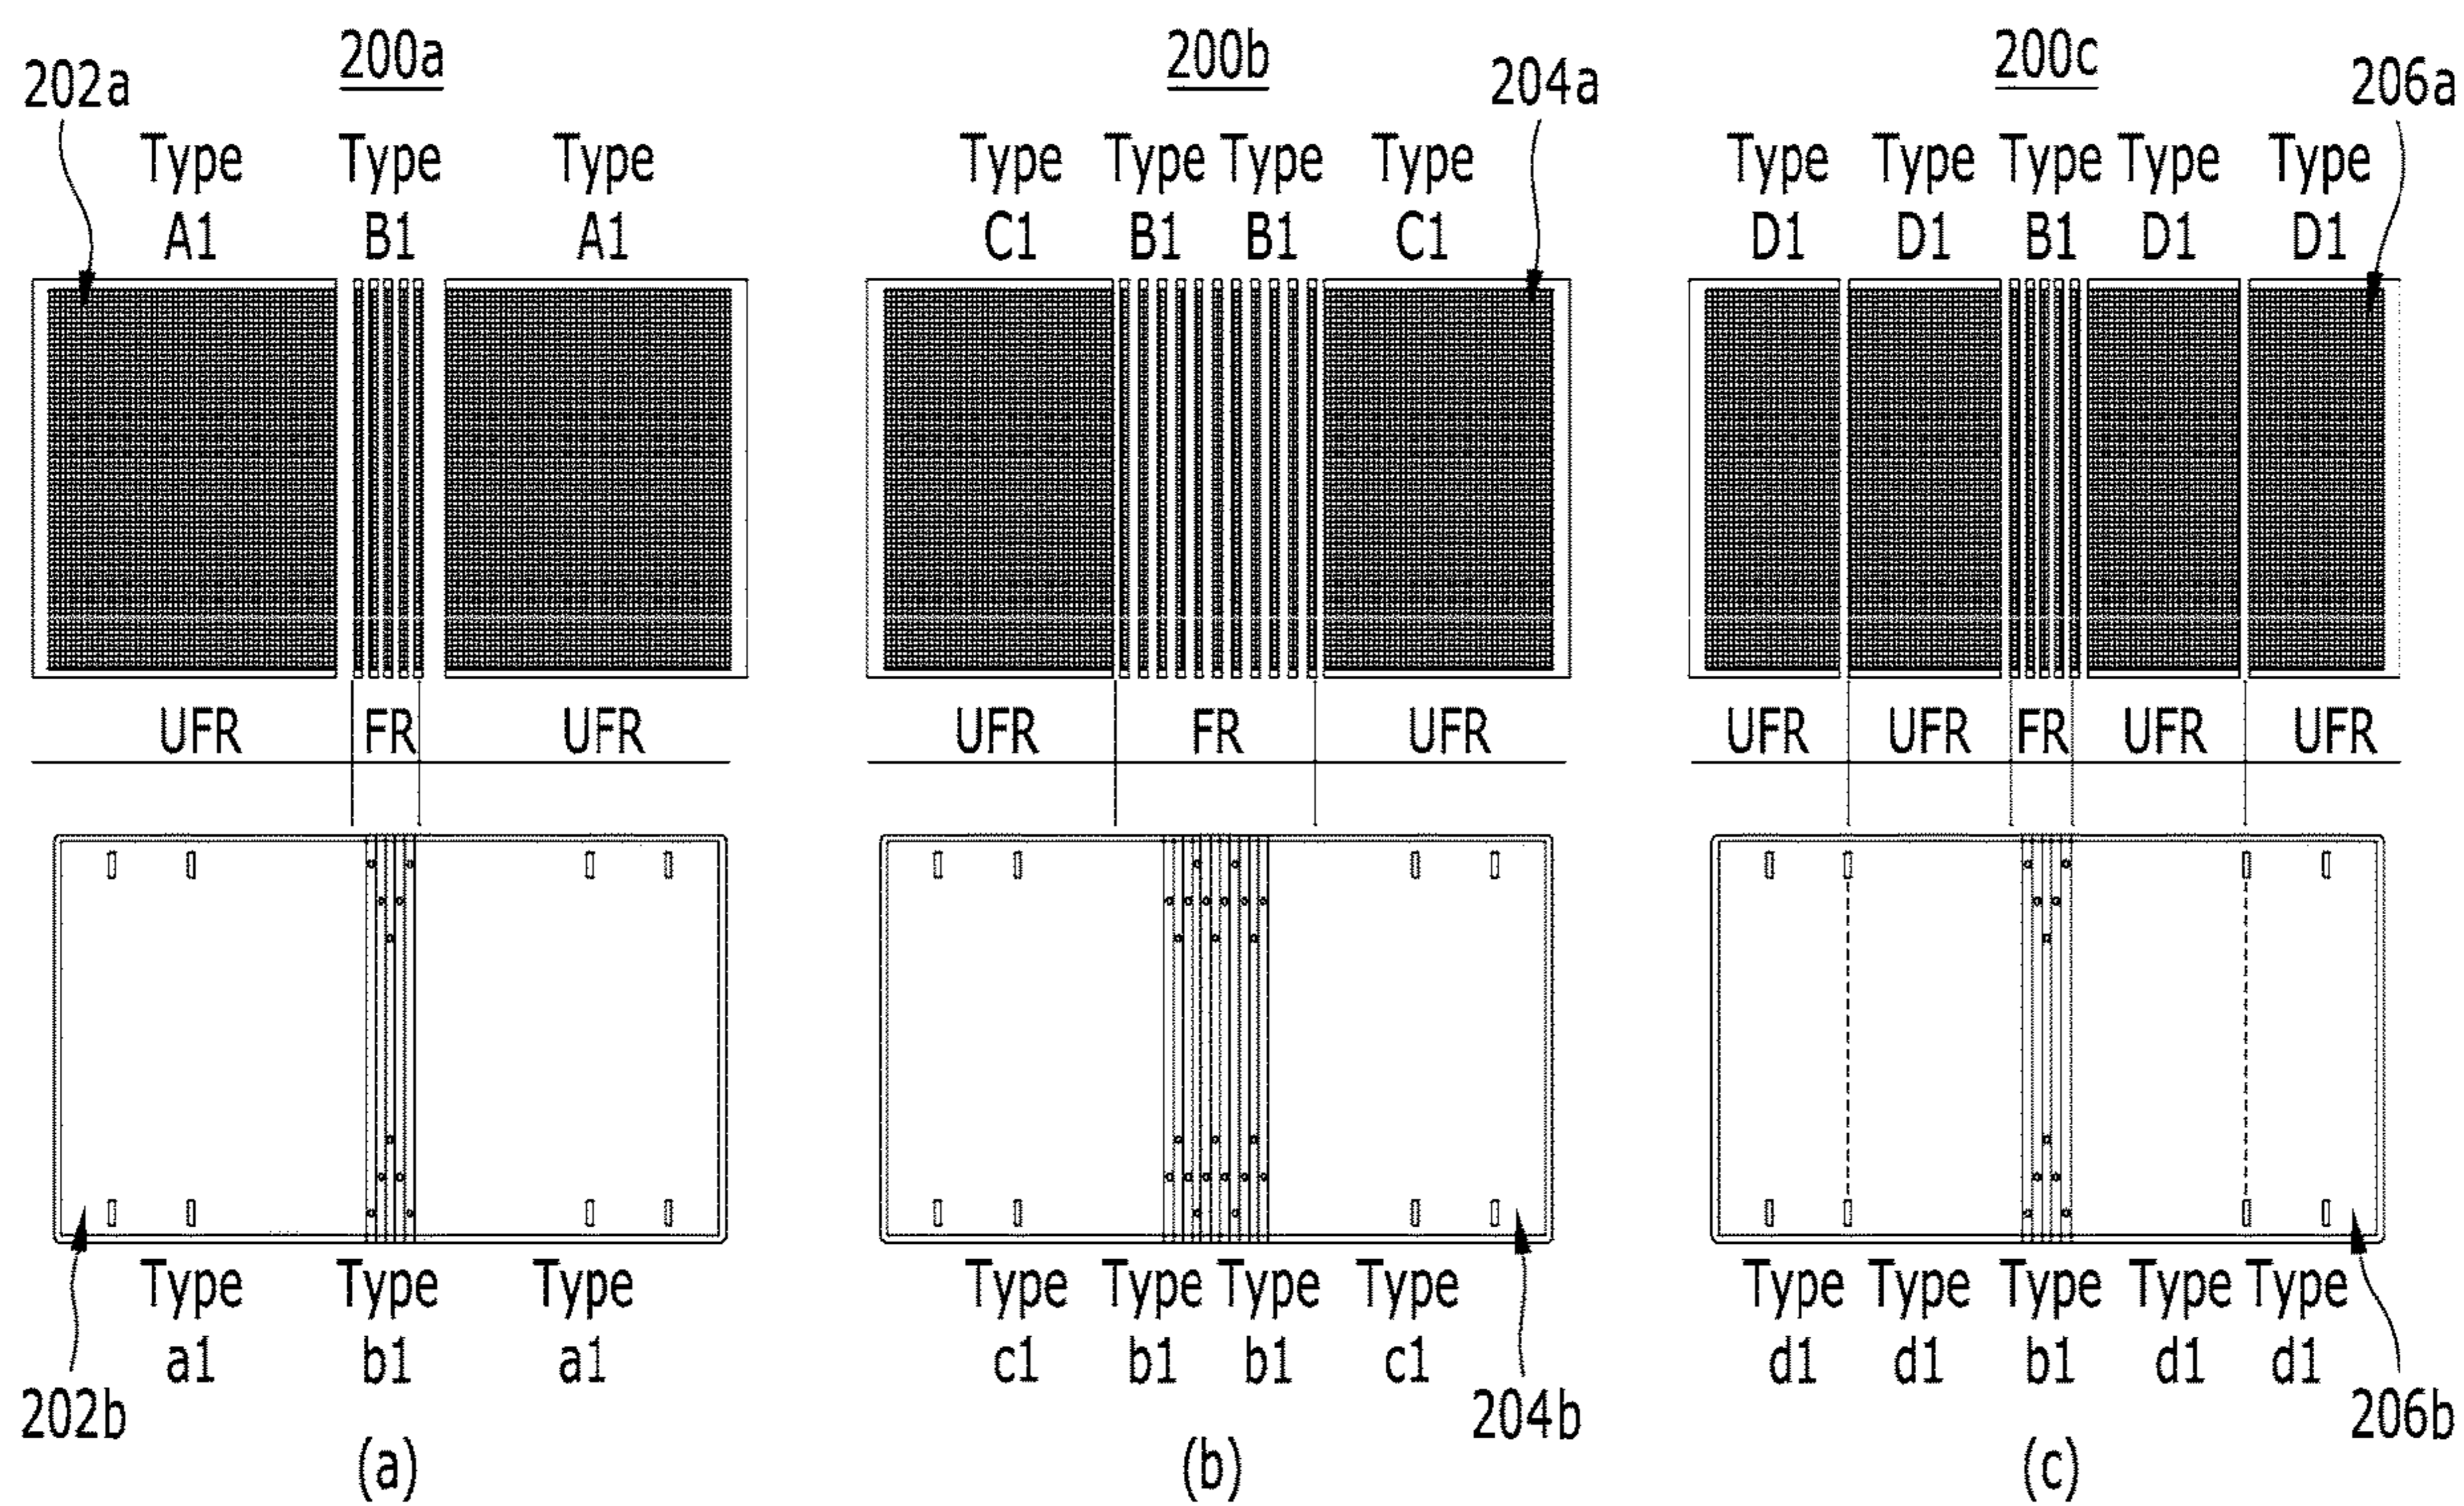 200a 200b 200c
202a 204a 206a
Type Type Type Type Type Type Type Type Type Type Type Type
A1 B1 A1 C1 B1 B1 C1 D1 D1 B1 D1 D1
UFR FR UFR UFR FR UFR UFR UFR FR UFR UFR
Type Type Type Type Type Type Type Type Type Type Type Type
a1 b1 a1 c1 b1 b1 c1 d1 d1 b1 d1 d1
202b 204b 206b
(a) (b) (c)